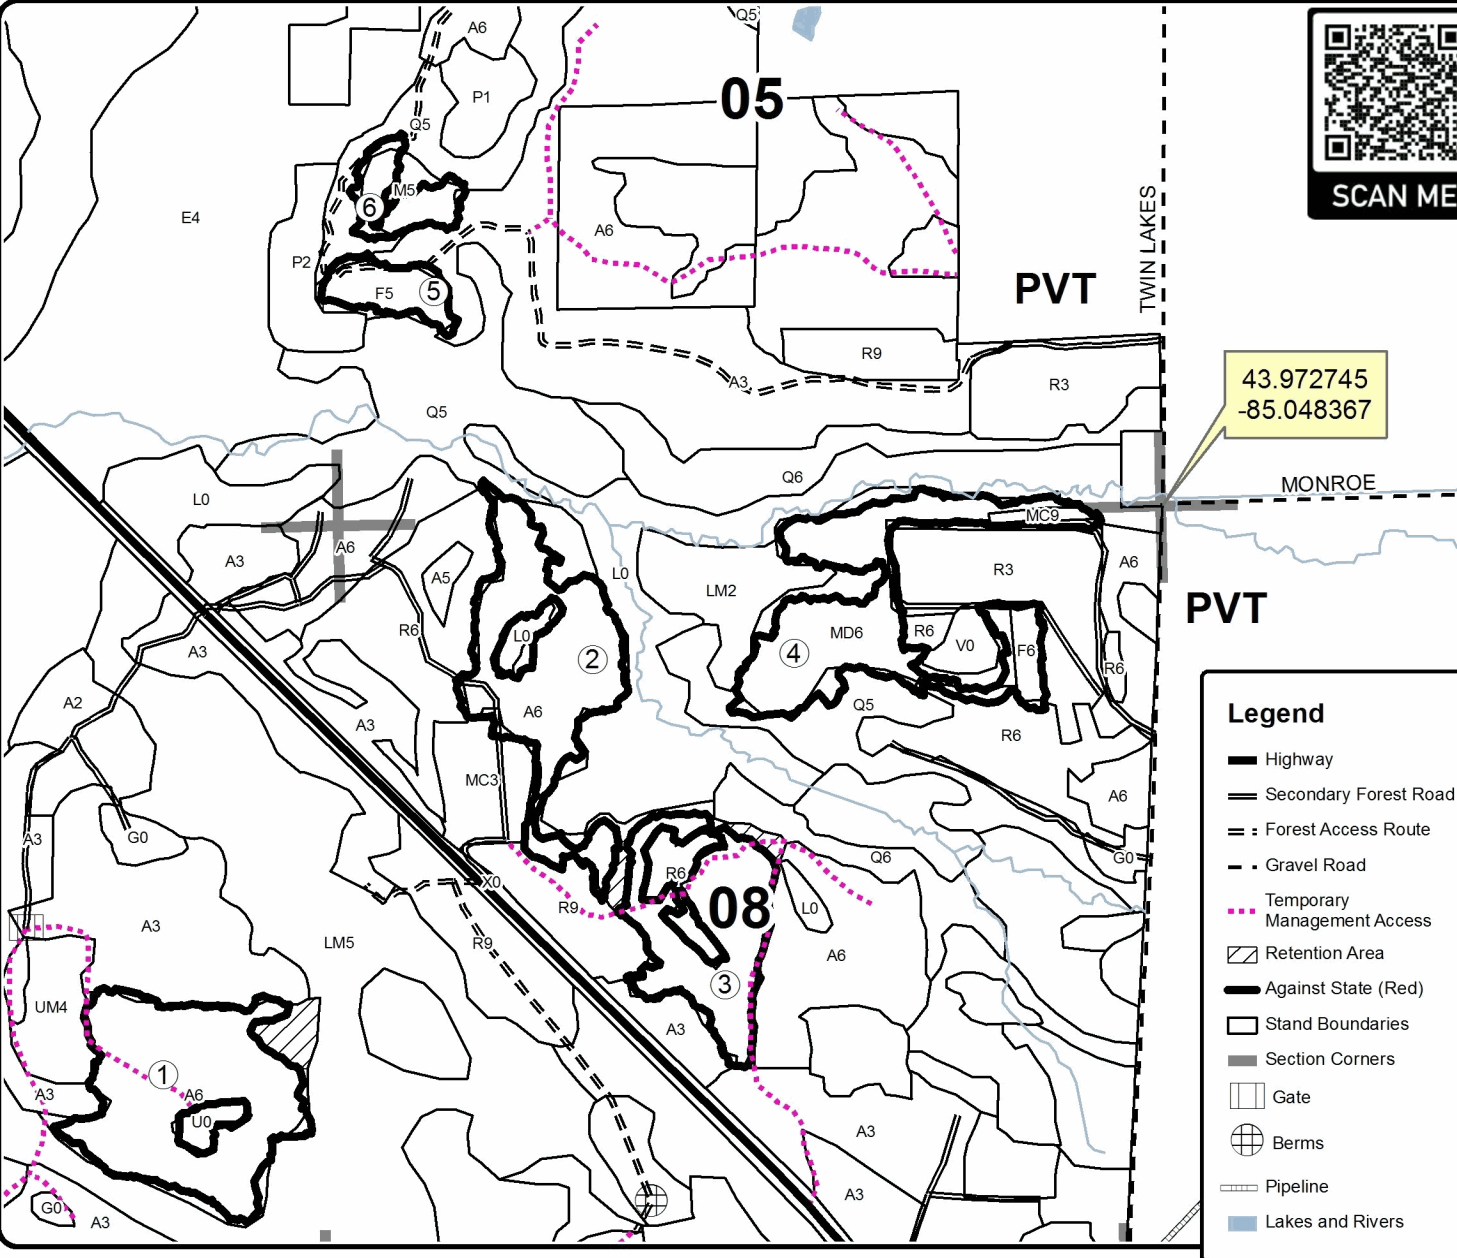 Q5
A6
P1
05
Q5
SCAN ME
M5
6
E4
A6
TWIN LAKES
P2
F5
5
PVT
R9
A3
R3
43.972745
-85.048367
Q5
Q6
MONROE
L0
MC9
A6
A3
A5
L0
R3
A6
LM2
PVT
R6
L0
MD6
R6
V0
F6
A3
2
4
R6
A2
A6
Q5
A3
R6
MC3
A6
A3
G0
Q6
G0
X0
R6
R9
08
L0
A3
LM5
R9
A6
3
UM4
A3
1
A3
A6
U0
A3
G0
A3
A3
Legend
Highway
Secondary Forest Road
Forest Access Route
Gravel Road
Temporary
Management Access
Retention Area
Against State (Red)
Stand Boundaries
Section Corners
Gate
Berms
Pipeline
Lakes and Rivers